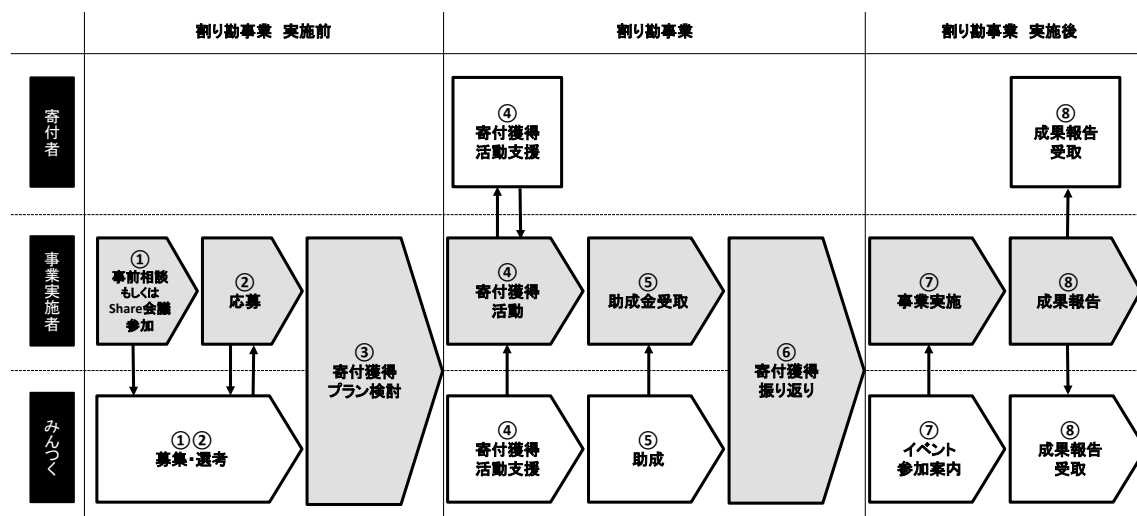 割り勘事業 実施前
割り勘事業
割り勘事業 実施後
寄付者
④
寄付獲得
活動支援
⑧
成果報告
受取
事業実施者
①
事前相談
もしくは
Share会議
参加
②
応募
③
寄付獲得
プラン検討
④
寄付獲得
活動
⑤
助成金受取
⑥
寄付獲得
振り返り
⑦
事業実施
⑧
成果報告
みんつく
①②
募集・選考
④
寄付獲得
活動支援
⑤
助成
⑦
イベント
参加案内
⑧
成果報告
受取